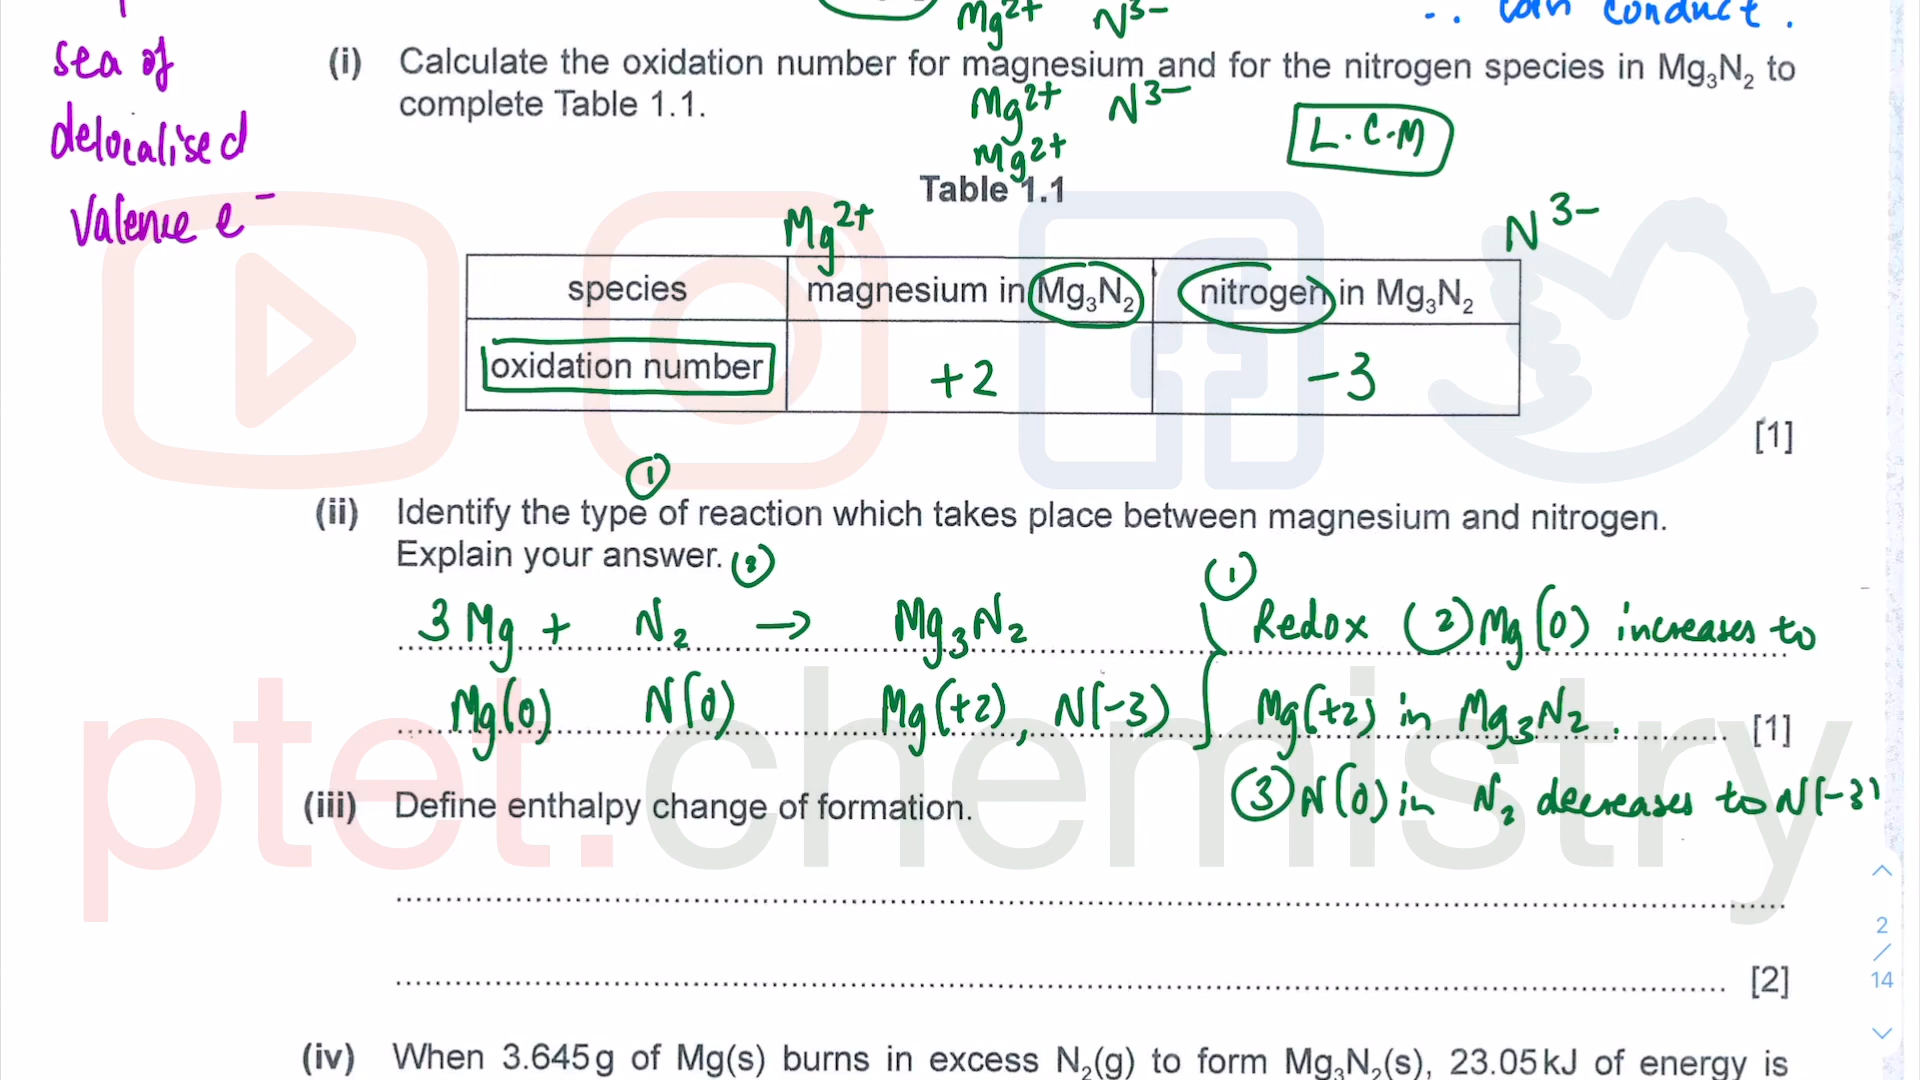 Mg²⁺ N³⁻
∴ can conduct.
sea of
delocalised
valence e⁻
(i) Calculate the oxidation number for magnesium and for the nitrogen species in Mg₃N₂ to
complete Table 1.1.
Mg²⁺ N³⁻
Mg²⁺
L.C.M
Table 1.1
Mg²⁺
N³⁻
species magnesium in Mg₃N₂ nitrogen in Mg₃N₂
oxidation number +2 −3
[1]
①
(ii) Identify the type of reaction which takes place between magnesium and nitrogen.
Explain your answer. ②
①
3Mg + N₂ → Mg₃N₂ Redox (2) Mg(0) increases to
Mg(0) N(0) Mg(+2), N(-3) Mg(+2) in Mg₃N₂. [1]
③ N(0) in N₂ decreases to N(-3)
(iii) Define enthalpy change of formation.
ptet.chemistry
[2]
2
/
14
(iv) When 3.645g of Mg(s) burns in excess N₂(g) to form Mg₃N₂(s), 23.05kJ of energy is